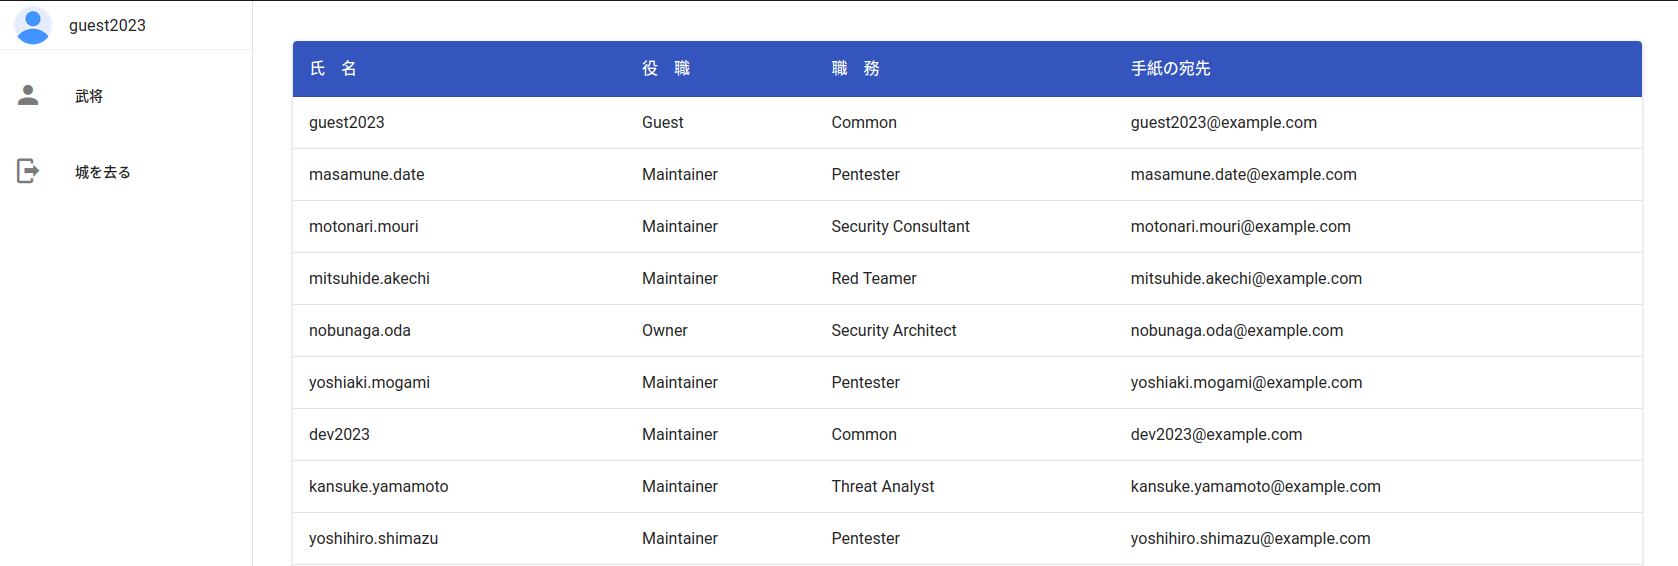 guest2023
武将
城を去る
氏　名 役　職 職　務 手紙の宛先
guest2023 Guest Common guest2023@example.com
masamune.date Maintainer Pentester masamune.date@example.com
motonari.mouri Maintainer Security Consultant motonari.mouri@example.com
mitsuhide.akechi Maintainer Red Teamer mitsuhide.akechi@example.com
nobunaga.oda Owner Security Architect nobunaga.oda@example.com
yoshiaki.mogami Maintainer Pentester yoshiaki.mogami@example.com
dev2023 Maintainer Common dev2023@example.com
kansuke.yamamoto Maintainer Threat Analyst kansuke.yamamoto@example.com
yoshihiro.shimazu Maintainer Pentester yoshihiro.shimazu@example.com